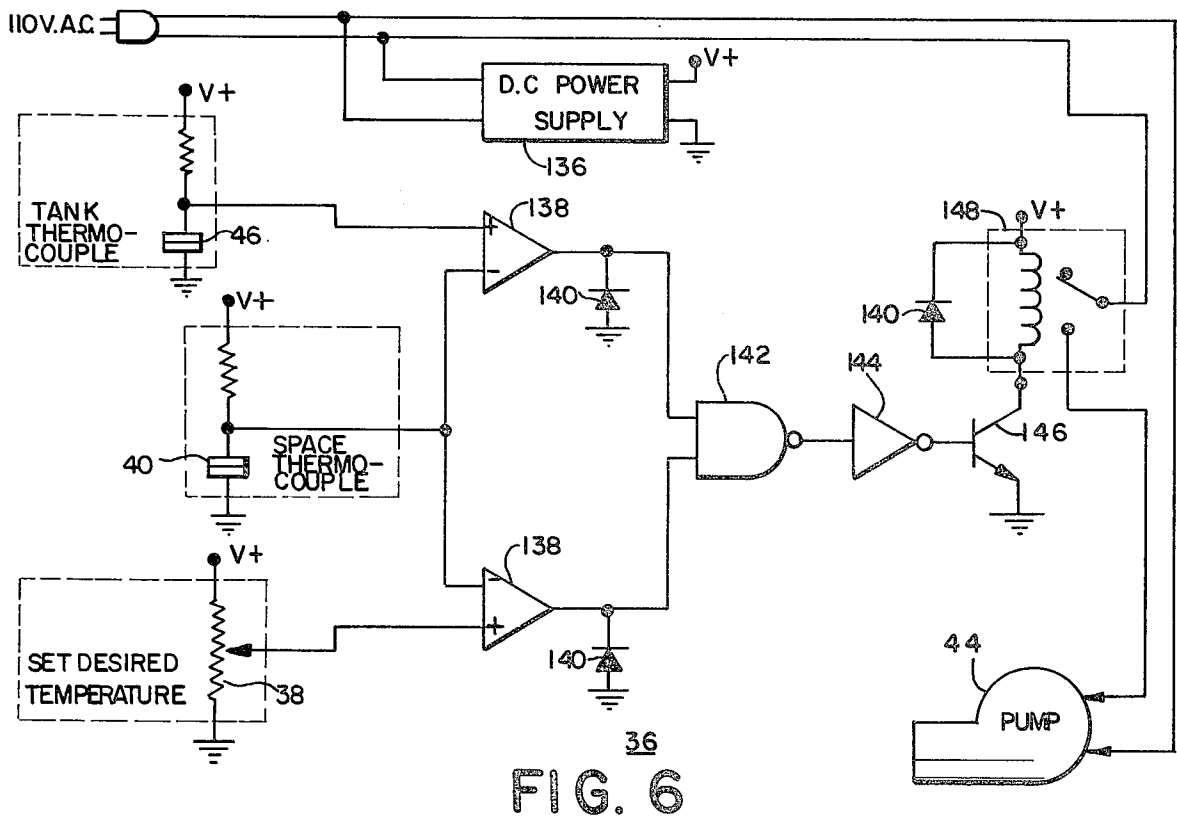 110V.A.C.
V+
D.C POWER
SUPPLY
136
V+
TANK
THERMO-
COUPLE
46
138
+
-
140
V+
40
SPACE
THERMO-
COUPLE
142
144
146
148
V+
140
V+
138
-
+
140
SET DESIRED
TEMPERATURE
38
44
PUMP
36
FIG. 6